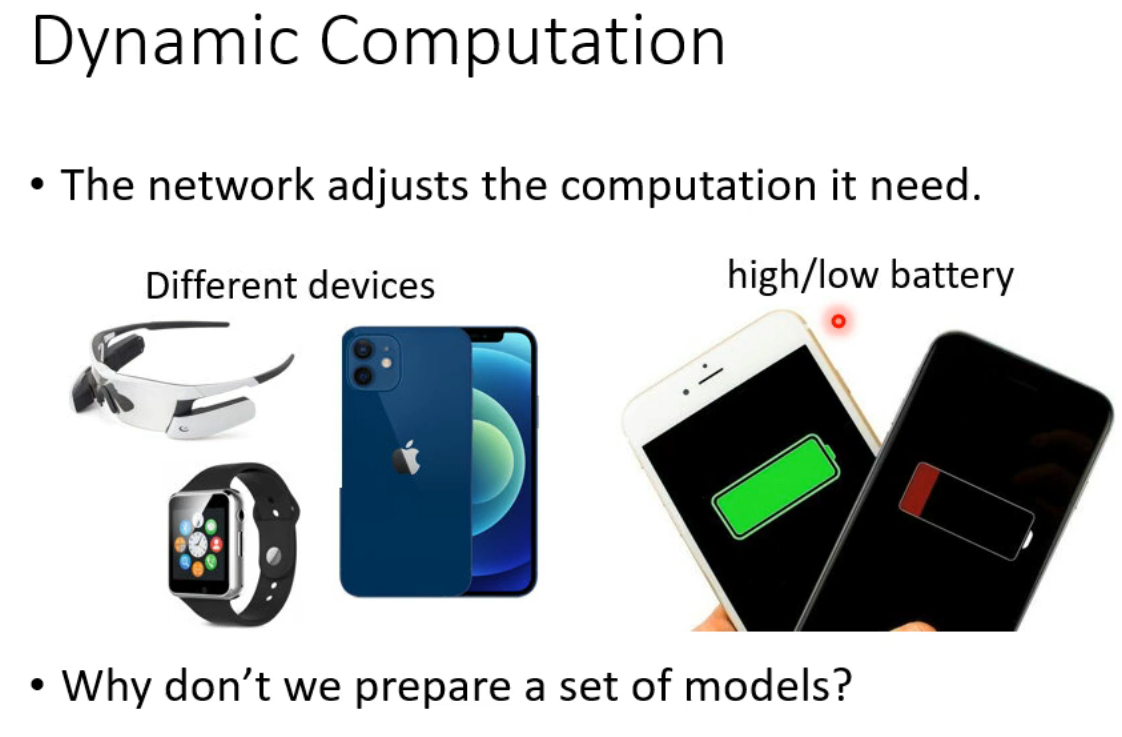 Dynamic Computation
• The network adjusts the computation it need.
Different devices
high/low battery
• Why don't we prepare a set of models?